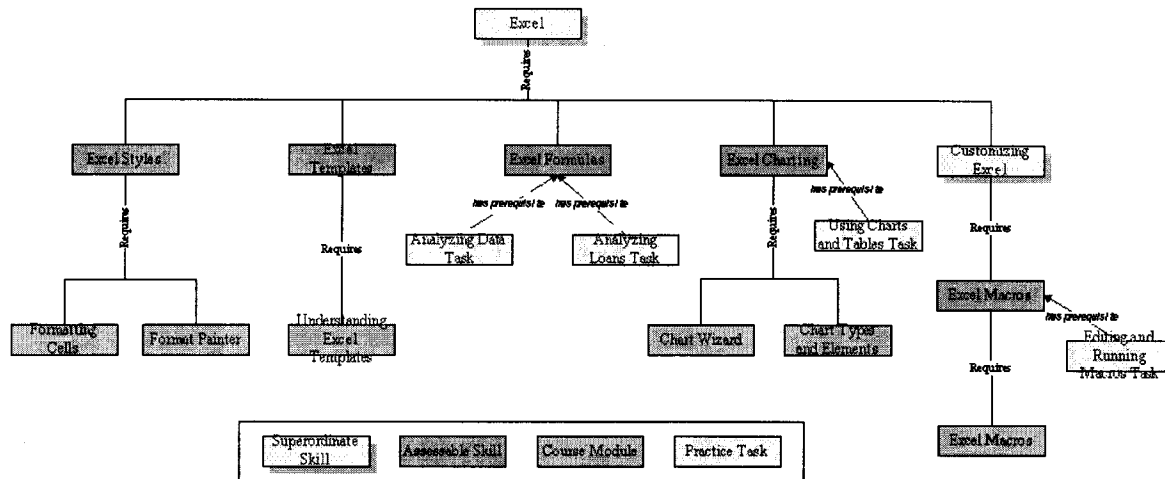 Excel
Requires
Excel Styles
Excel
Templates
Excel Formulas
Excel Charting
Customizing
Excel
has prerequisite
has prerequisite
has prerequisite
Requires
Requires
Requires
Requires
Analyzing Data
Task
Analyzing
Loans Task
Using Charts
and Tables Task
Excel Macros
has prerequisite
Formatting
Cells
Format Painter
Understanding
Excel
Templates
Chart Wizard
Chart Types
and Elements
Editing and
Running
Macros Task
Requires
Excel Macros
Superordinate
Skill
Assessable Skill
Course Module
Practice Task